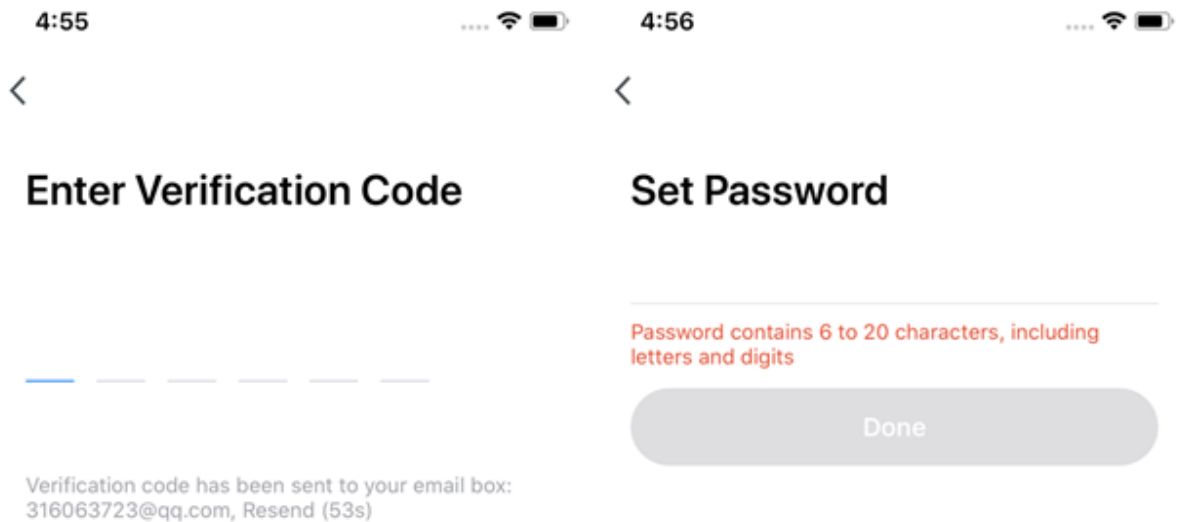 4:55
Enter Verification Code
Verification code has been sent to your email box:
316063723@qq.com, Resend (53s)
4:56
Set Password
Password contains 6 to 20 characters, including
letters and digits
Done